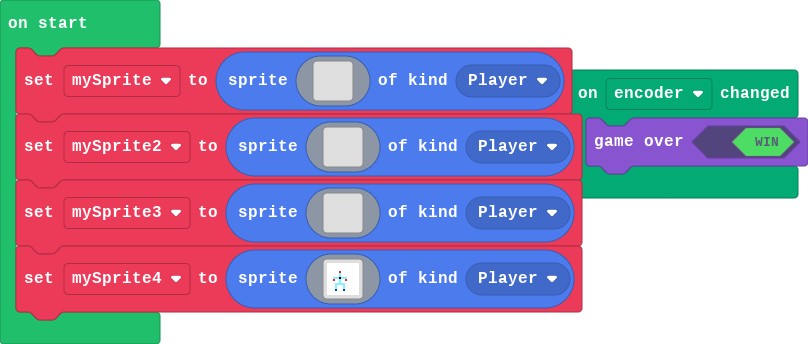 on start
set mySprite to sprite of kind Player
set mySprite2 to sprite of kind Player
set mySprite3 to sprite of kind Player
set mySprite4 to sprite of kind Player
on encoder changed
game over WIN